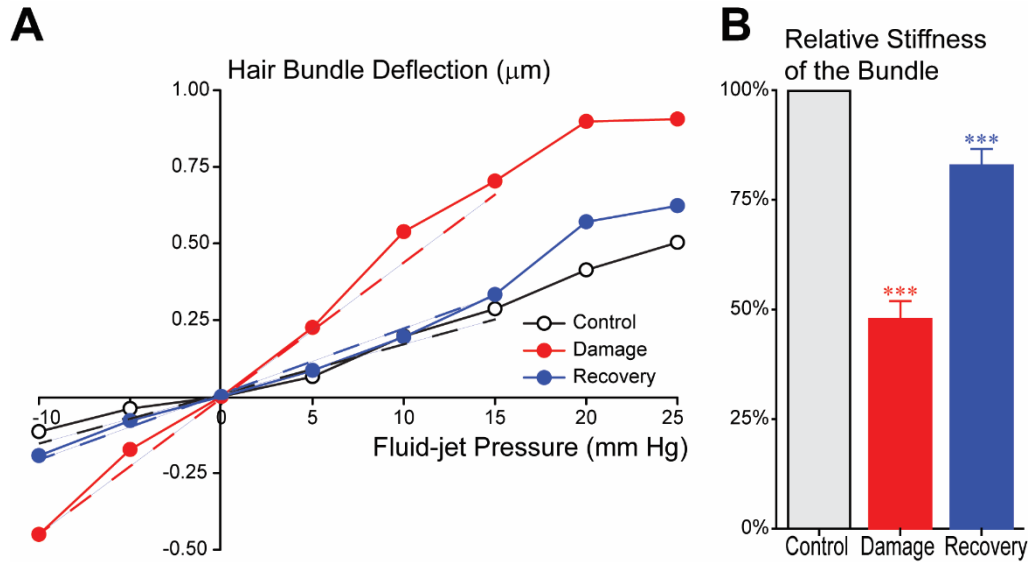 A
Hair Bundle Deflection (μm)
1.00
0.75
0.50
0.25
-0.25
-0.50
-10
0
5
10
15
20
25
Fluid-jet Pressure (mm Hg)
Control
Damage
Recovery
B
Relative Stiffness
of the Bundle
100%
75%
50%
25%
0%
***
***
Control
Damage
Recovery